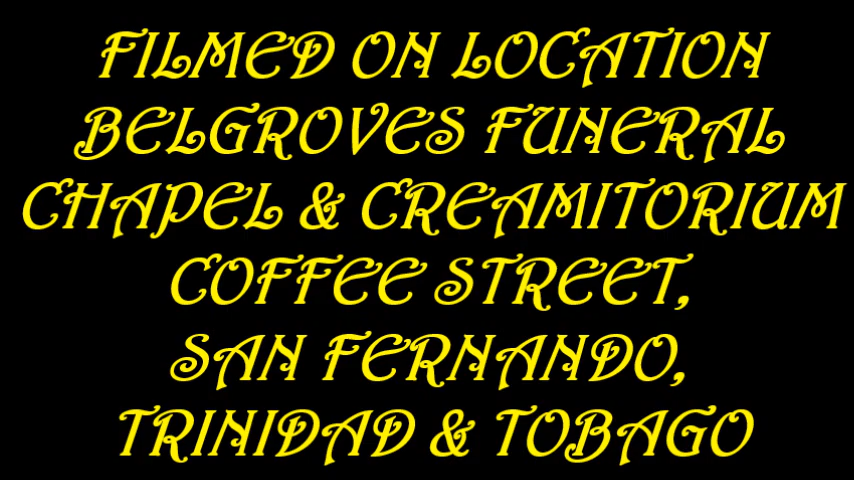 FILMED ON LOCATION
BELGROVES FUNERAL
CHAPEL & CREAMITORIUM
COFFEE STREET,
SAN FERNANDO,
TRINIDAD & TOBAGO